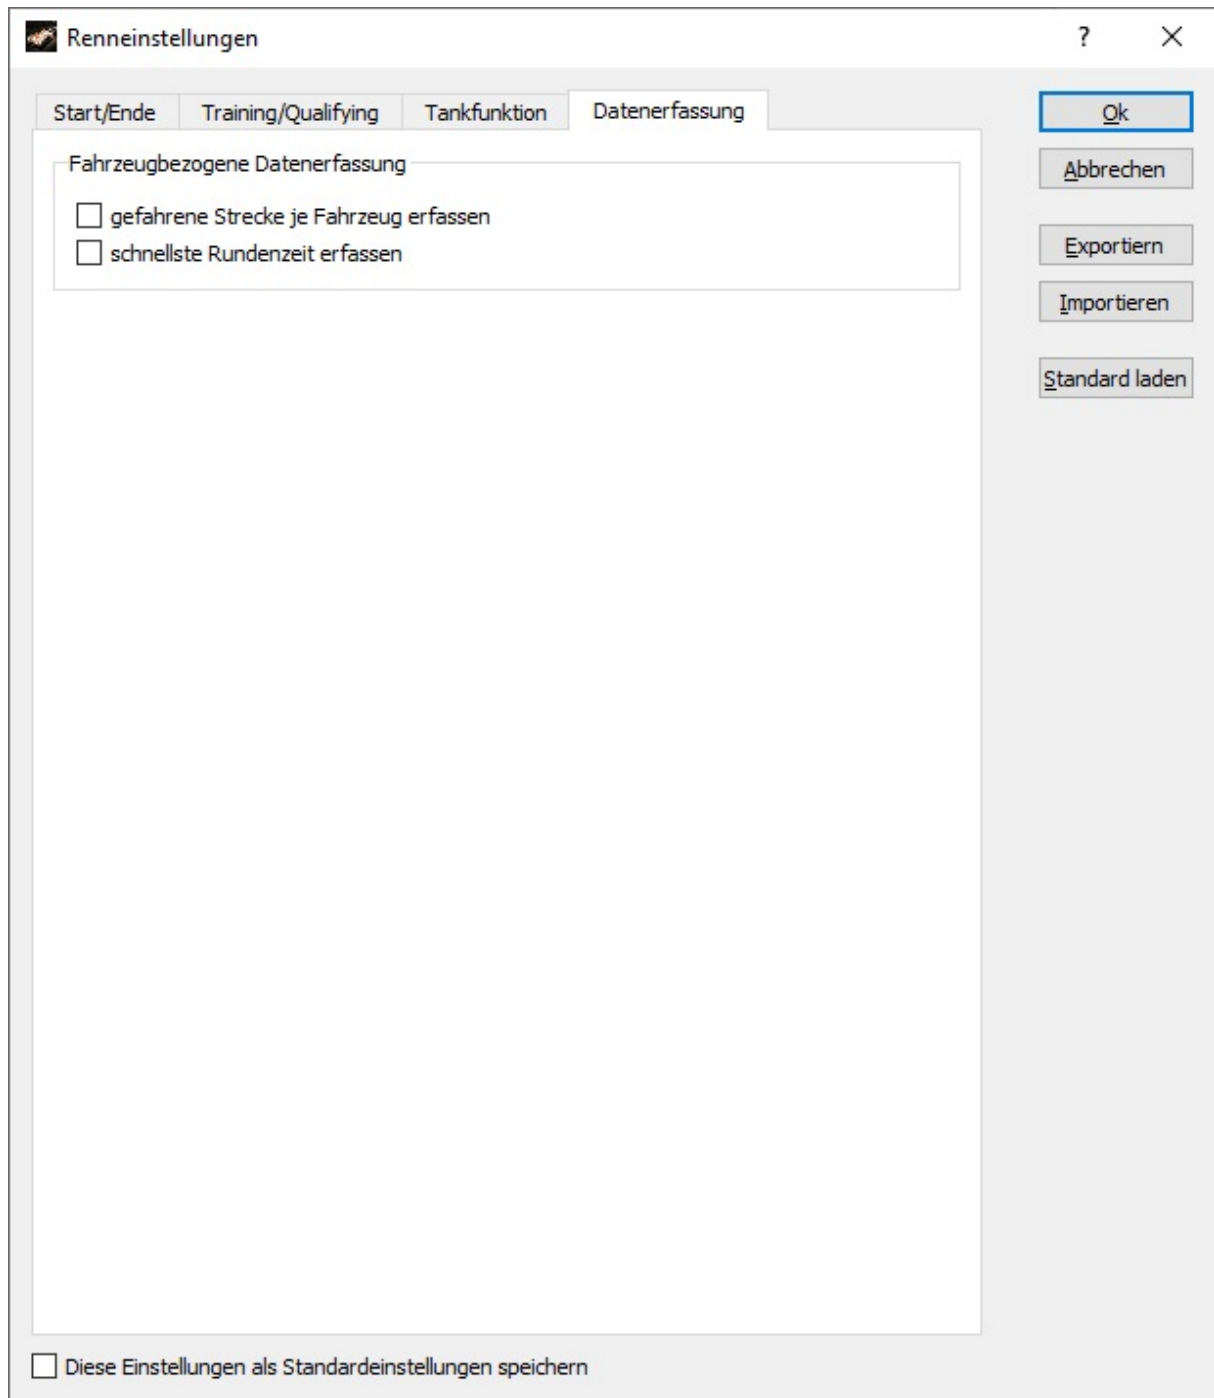 Renneinstellungen
?
Start/Ende Training/Qualifying Tankfunktion Datenerfassung
Ok
Fahrzeugbezogene Datenerfassung
Abbrechen
gefahrene Strecke je Fahrzeug erfassen
schnellste Rundenzeit erfassen
Exportieren
Importieren
Standard laden
Diese Einstellungen als Standardeinstellungen speichern